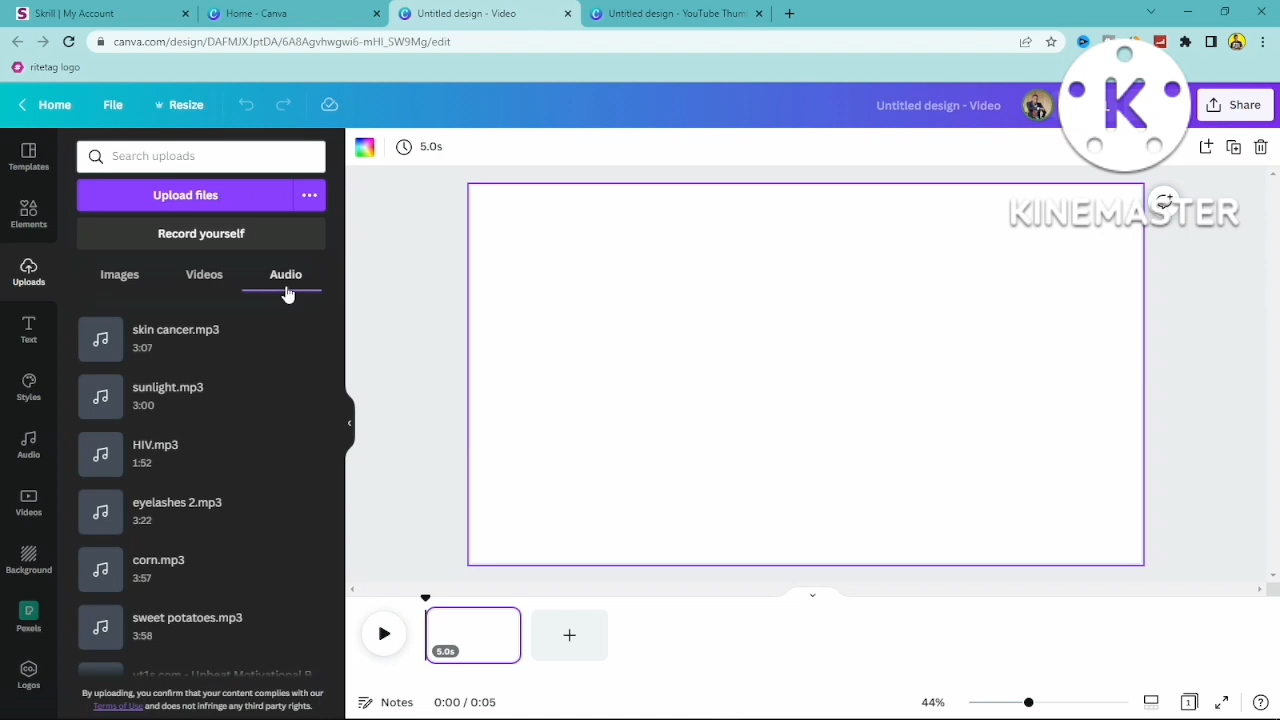 Skrill | My Account
Home - Canva
Untitled design - Video
Untitled design - YouTube Thum
canva.com/design/DAFMJXJptDA/6A8Agvhwgwi6-mHI_SW9Mg/edit
ritetag logo
Home
File
Resize
Untitled design - Video
Share
K
KINEMASTER
Templates
Elements
Uploads
Text
Styles
Audio
Videos
Background
Pexels
Logos
Search uploads
Upload files
Record yourself
Images
Videos
Audio
skin cancer.mp3
3:07
sunlight.mp3
3:00
HIV.mp3
1:52
eyelashes 2.mp3
3:22
corn.mp3
3:57
sweet potatoes.mp3
3:58
yt1s.com - Upbeat Motivational B
By uploading, you confirm that your content complies with our
Terms of Use and does not infringe any third party rights.
5.0s
5.0s
Notes
0:00 / 0:05
44%
1